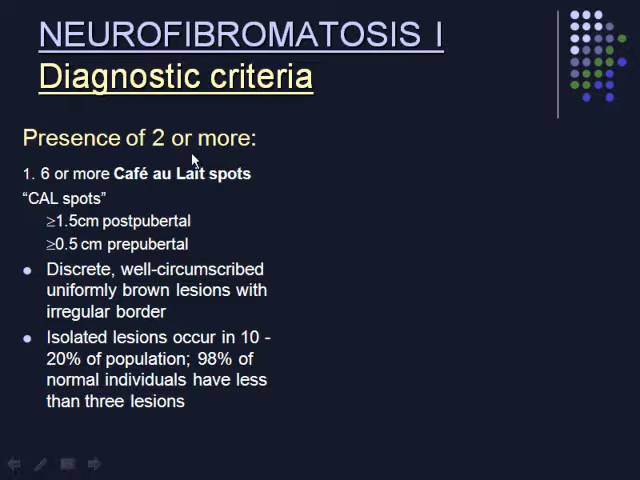 NEUROFIBROMATOSIS I
Diagnostic criteria
Presence of 2 or more:
1. 6 or more Café au Lait spots
“CAL spots”
≥1.5cm postpubertal
≥0.5 cm prepubertal
Discrete, well-circumscribed
uniformly brown lesions with
irregular border
Isolated lesions occur in 10 -
20% of population; 98% of
normal individuals have less
than three lesions